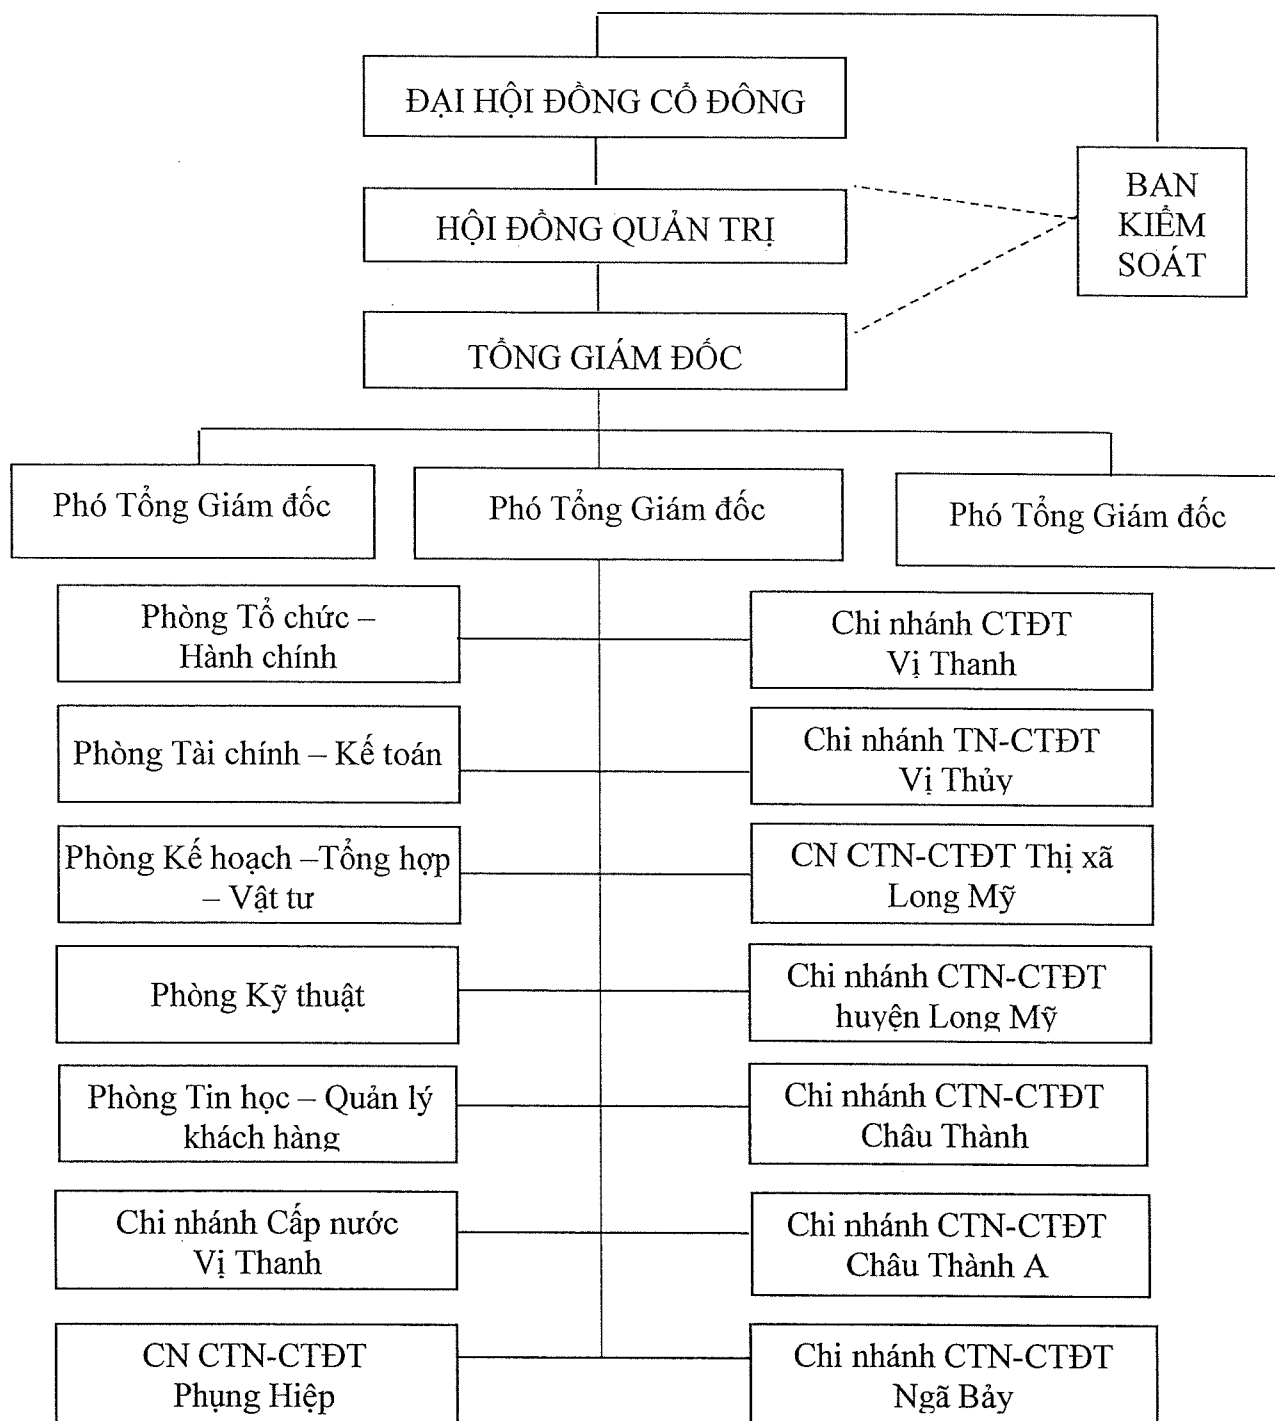 ĐẠI HỘI ĐỒNG CỔ ĐÔNG
BAN
KIỂM
SOÁT
HỘI ĐỒNG QUẢN TRỊ
TỔNG GIÁM ĐỐC
Phó Tổng Giám đốc
Phó Tổng Giám đốc
Phó Tổng Giám đốc
Phòng Tổ chức –
Hành chính
Chi nhánh CTĐT
Vị Thanh
Phòng Tài chính – Kế toán
Chi nhánh TN-CTĐT
Vị Thủy
Phòng Kế hoạch –Tổng hợp
– Vật tư
CN CTN-CTĐT Thị xã
Long Mỹ
Phòng Kỹ thuật
Chi nhánh CTN-CTĐT
huyện Long Mỹ
Phòng Tin học – Quản lý
khách hàng
Chi nhánh CTN-CTĐT
Châu Thành
Chi nhánh Cấp nước
Vị Thanh
Chi nhánh CTN-CTĐT
Châu Thành A
CN CTN-CTĐT
Phụng Hiệp
Chi nhánh CTN-CTĐT
Ngã Bảy